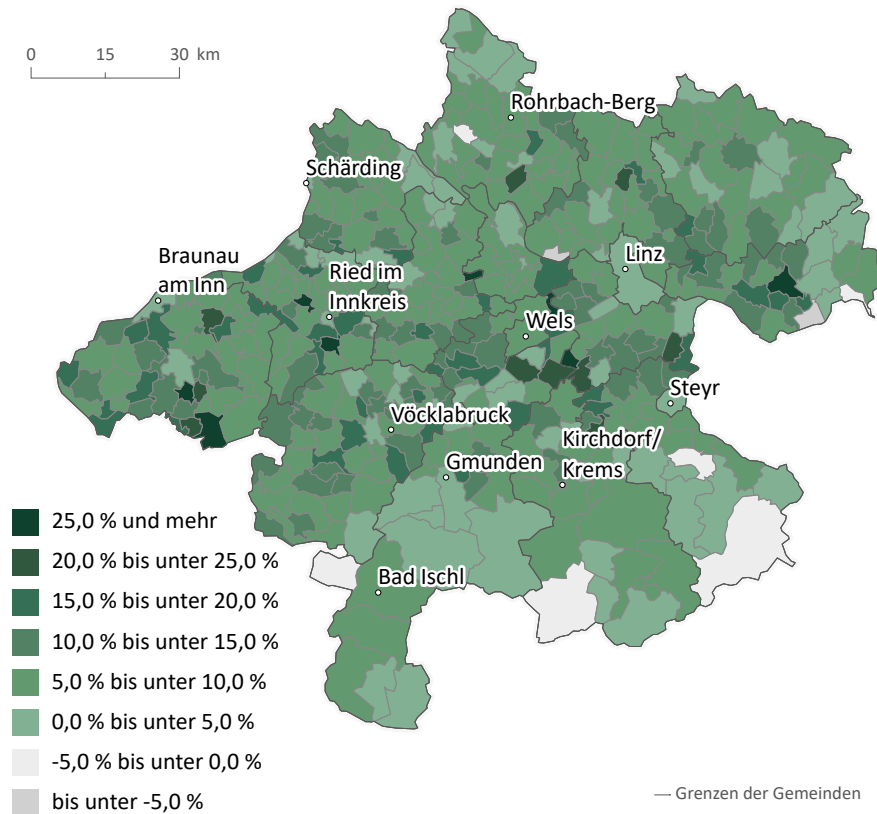 0 15 30 km
Rohrbach-Berg
Schärding
Braunau
am Inn
Ried im
Innkreis
Linz
Wels
Steyr
Vöcklabruck
Kirchdorf/
Krems
Gmunden
Bad Ischl
25,0 % und mehr
20,0 % bis unter 25,0 %
15,0 % bis unter 20,0 %
10,0 % bis unter 15,0 %
5,0 % bis unter 10,0 %
0,0 % bis unter 5,0 %
-5,0 % bis unter 0,0 %
bis unter -5,0 %
Grenzen der Gemeinden